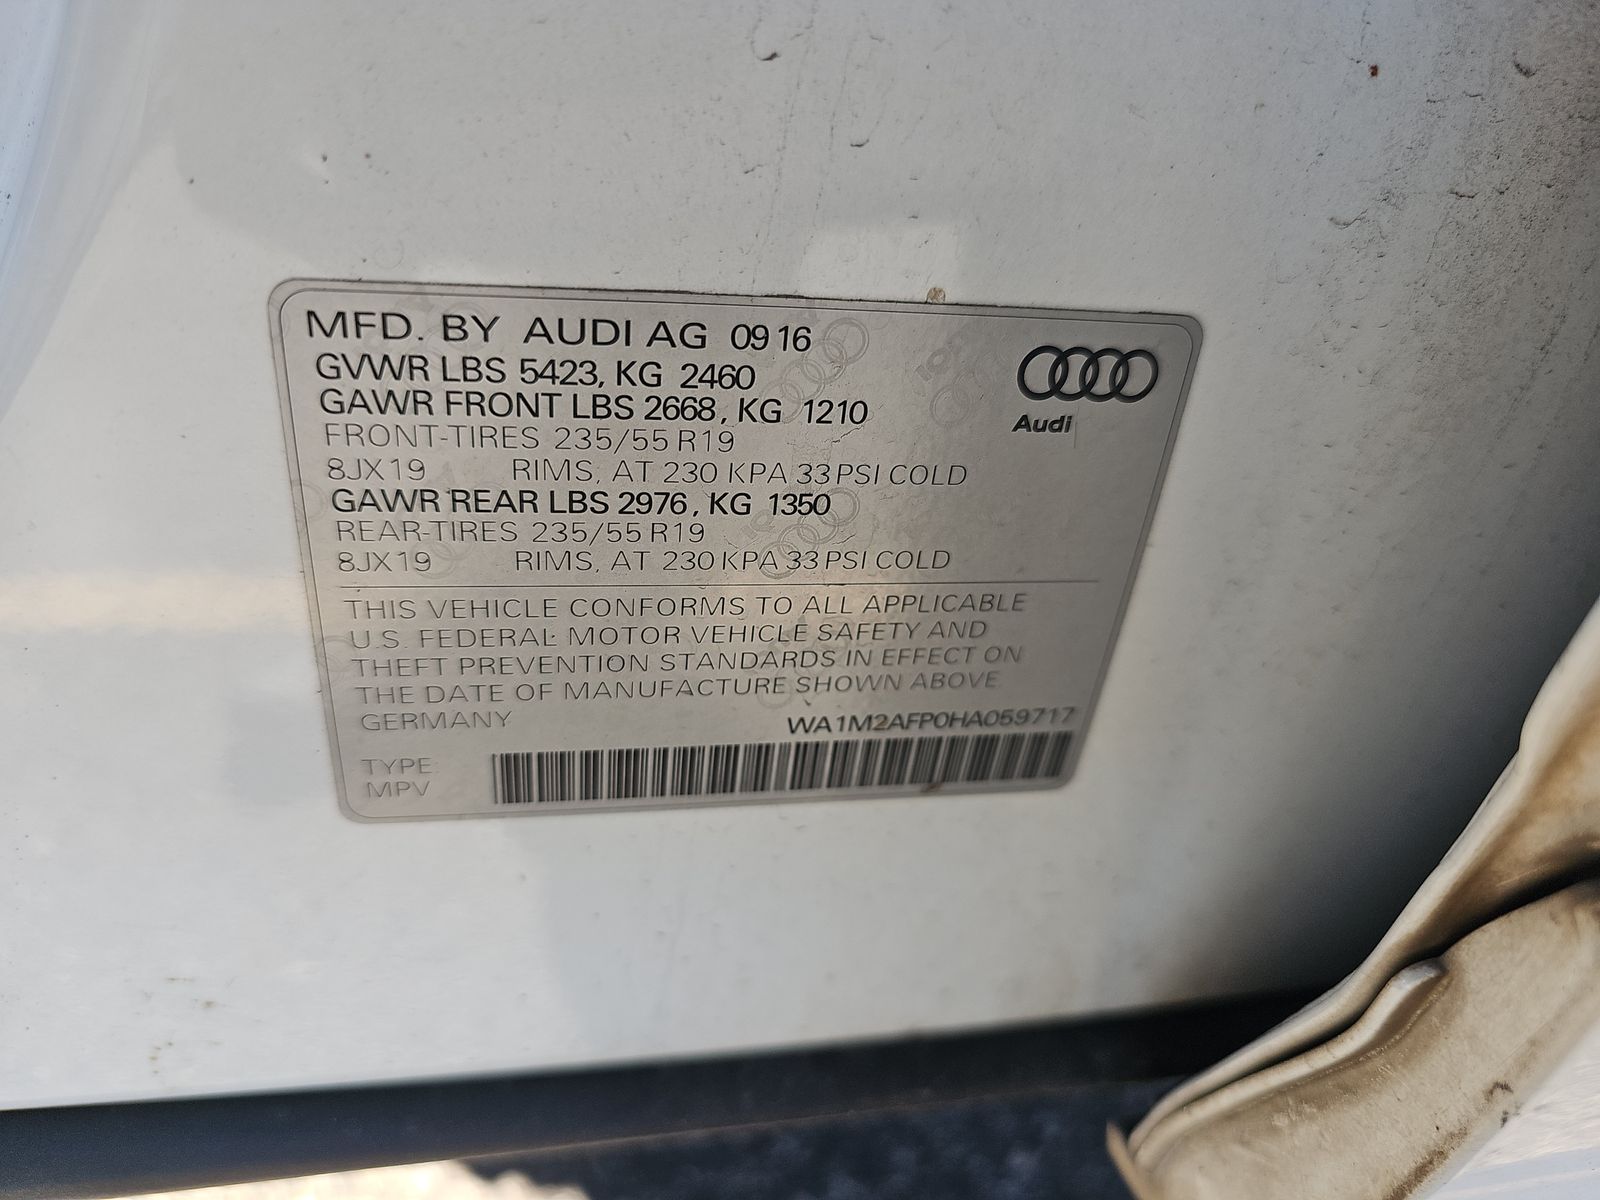 MFD. BY AUDI AG 09 16
GVWR LBS 5423, KG 2460
GAWR FRONT LBS 2668, KG 1210
FRONT-TIRES 235/55 R19
8JX19 RIMS, AT 230 KPA 33 PSI COLD
GAWR REAR LBS 2976, KG 1350
REAR-TIRES 235/55 R19
8JX19 RIMS, AT 230 KPA 33 PSI COLD
Audi
THIS VEHICLE CONFORMS TO ALL APPLICABLE
U.S. FEDERAL MOTOR VEHICLE SAFETY AND
THEFT PREVENTION STANDARDS IN EFFECT ON
THE DATE OF MANUFACTURE SHOWN ABOVE.
GERMANY WA1M2AFP0HA059717
TYPE:
MPV